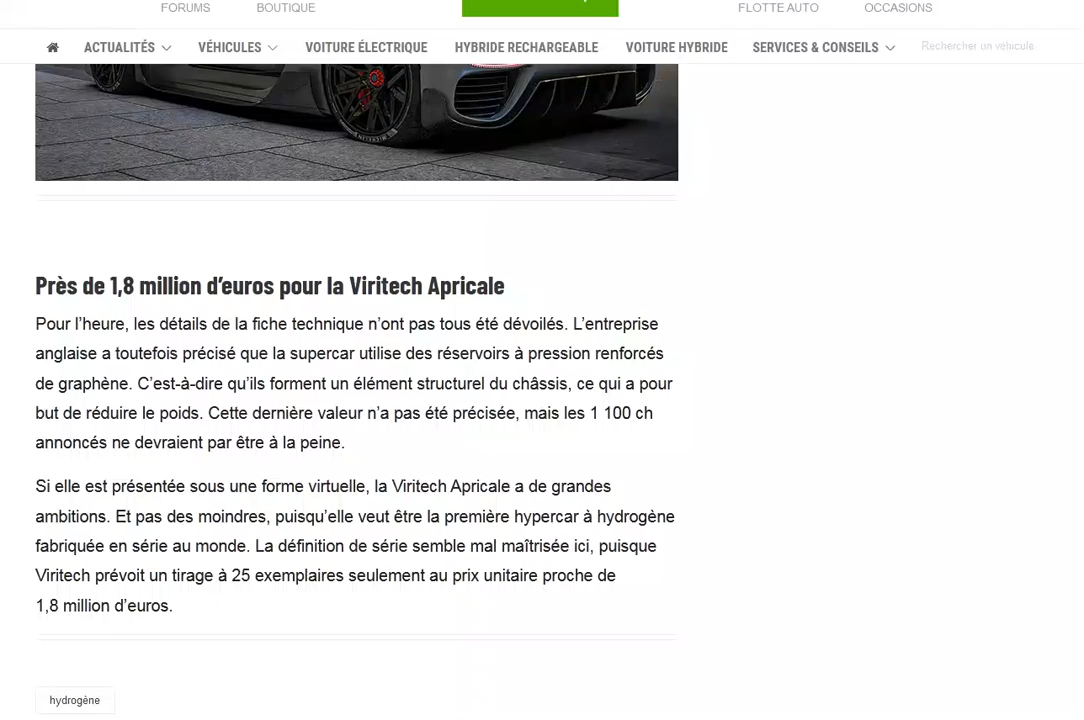 FORUMS BOUTIQUE FLOTTE AUTO OCCASIONS
ACTUALITÉS VÉHICULES VOITURE ÉLECTRIQUE HYBRIDE RECHARGEABLE VOITURE HYBRIDE SERVICES & CONSEILS Rechercher un véhicule
MICHELIN
Près de 1,8 million d’euros pour la Viritech Apricale
Pour l’heure, les détails de la fiche technique n’ont pas tous été dévoilés. L’entreprise
anglaise a toutefois précisé que la supercar utilise des réservoirs à pression renforcés
de graphène. C’est-à-dire qu’ils forment un élément structurel du châssis, ce qui a pour
but de réduire le poids. Cette dernière valeur n’a pas été précisée, mais les 1 100 ch
annoncés ne devraient par être à la peine.
Si elle est présentée sous une forme virtuelle, la Viritech Apricale a de grandes
ambitions. Et pas des moindres, puisqu’elle veut être la première hypercar à hydrogène
fabriquée en série au monde. La définition de série semble mal maîtrisée ici, puisque
Viritech prévoit un tirage à 25 exemplaires seulement au prix unitaire proche de
1,8 million d’euros.
hydrogène